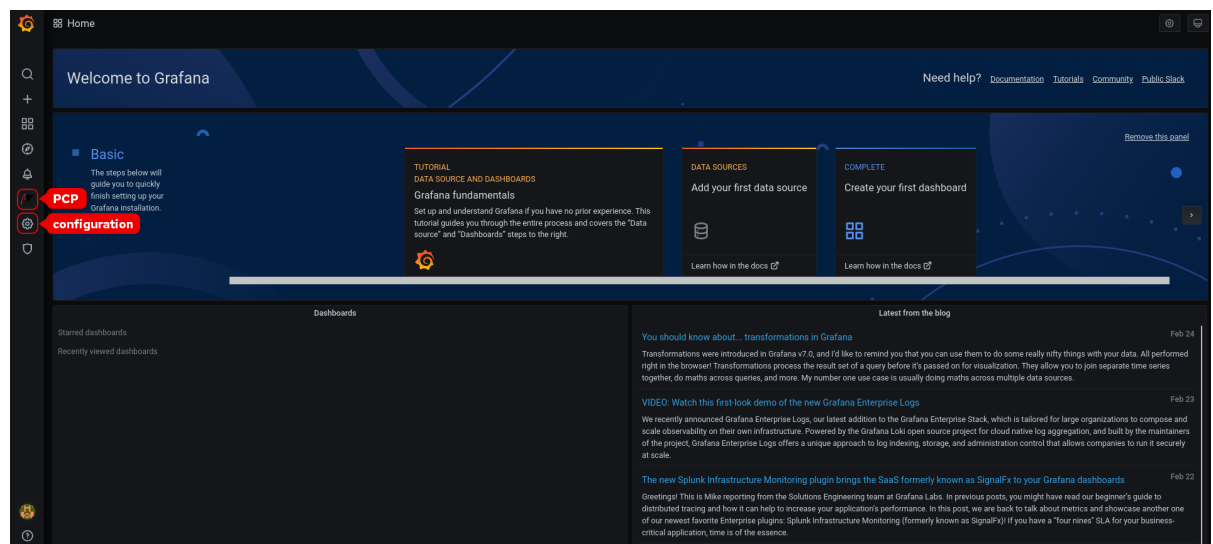 Home
Welcome to Grafana
Need help? Documentation Tutorials Community Public Slack
Remove this panel
Basic
The steps below will
guide you to quickly
finish setting up your
Grafana installation.
TUTORIAL
DATA SOURCE AND DASHBOARDS
Grafana fundamentals
Set up and understand Grafana if you have no prior experience. This
tutorial guides you through the entire process and covers the "Data
source" and "Dashboards" steps to the right.
DATA SOURCES
Add your first data source
Learn how in the docs
COMPLETE
Create your first dashboard
Learn how in the docs
PCP
configuration
Dashboards
Starred dashboards
Recently viewed dashboards
Latest from the blog
You should know about... transformations in Grafana
Feb 24
Transformations were introduced in Grafana v7.0, and I'd like to remind you that you can use them to do some really nifty things with your data. All performed
right in the browser! Transformations process the result set of a query before it's passed on for visualization. They allow you to join separate time series
together, do maths across queries, and more. My number one use case is usually doing maths across multiple data sources.
VIDEO: Watch this first-look demo of the new Grafana Enterprise Logs
Feb 23
We recently announced Grafana Enterprise Logs, our latest addition to the Grafana Enterprise Stack, which is tailored for large organizations to compose and
scale observability on their own infrastructure. Powered by the Grafana Loki open source project for cloud native log aggregation, and built by the maintainers
of the project, Grafana Enterprise Logs offers a unique approach to log indexing, storage, and administration control that allows companies to run it securely
at scale.
The new Splunk Infrastructure Monitoring plugin brings the SaaS formerly known as SignalFx to your Grafana dashboards
Feb 22
Greetings! This is Mike reporting from the Solutions Engineering team at Grafana Labs. In previous posts, you might have read our beginner's guide to
distributed tracing and how it can help to increase your application's performance. In this post, we are back to talk about metrics and showcase another one
of our newest favorite Enterprise plugins: Splunk Infrastructure Monitoring (formerly known as SignalFx)! If you have a "four nines" SLA for your business-
critical application, time is of the essence.